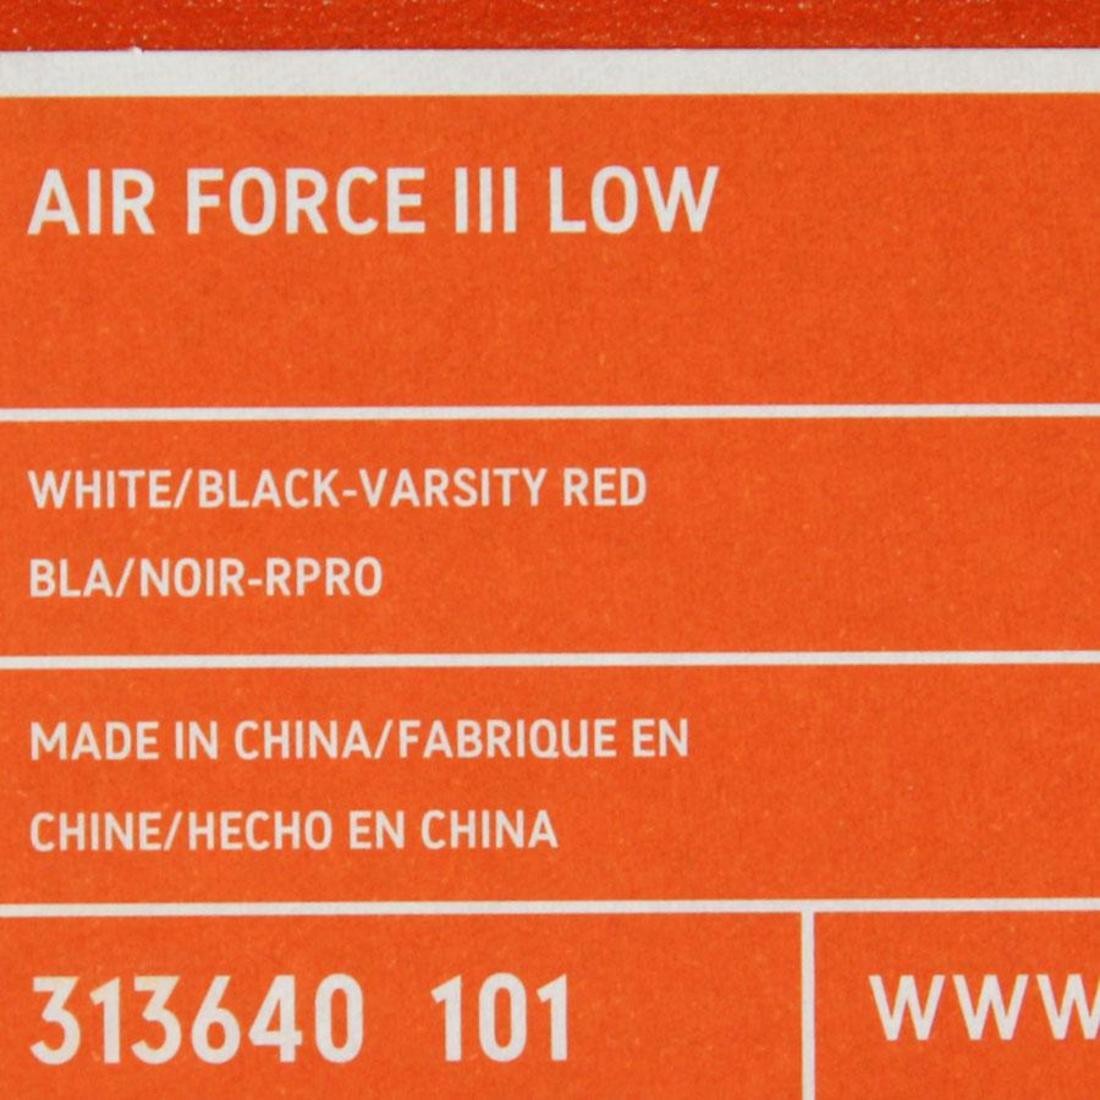 AIR FORCE III LOW
WHITE/BLACK-VARSITY RED
BLA/NOIR-RPRO
MADE IN CHINA/FABRIQUE EN
CHINE/HECHO EN CHINA
313640 101
WWW